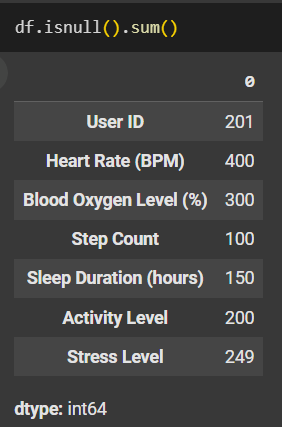 df.isnull().sum()
0
User ID 201
Heart Rate (BPM) 400
Blood Oxygen Level (%) 300
Step Count 100
Sleep Duration (hours) 150
Activity Level 200
Stress Level 249
dtype: int64